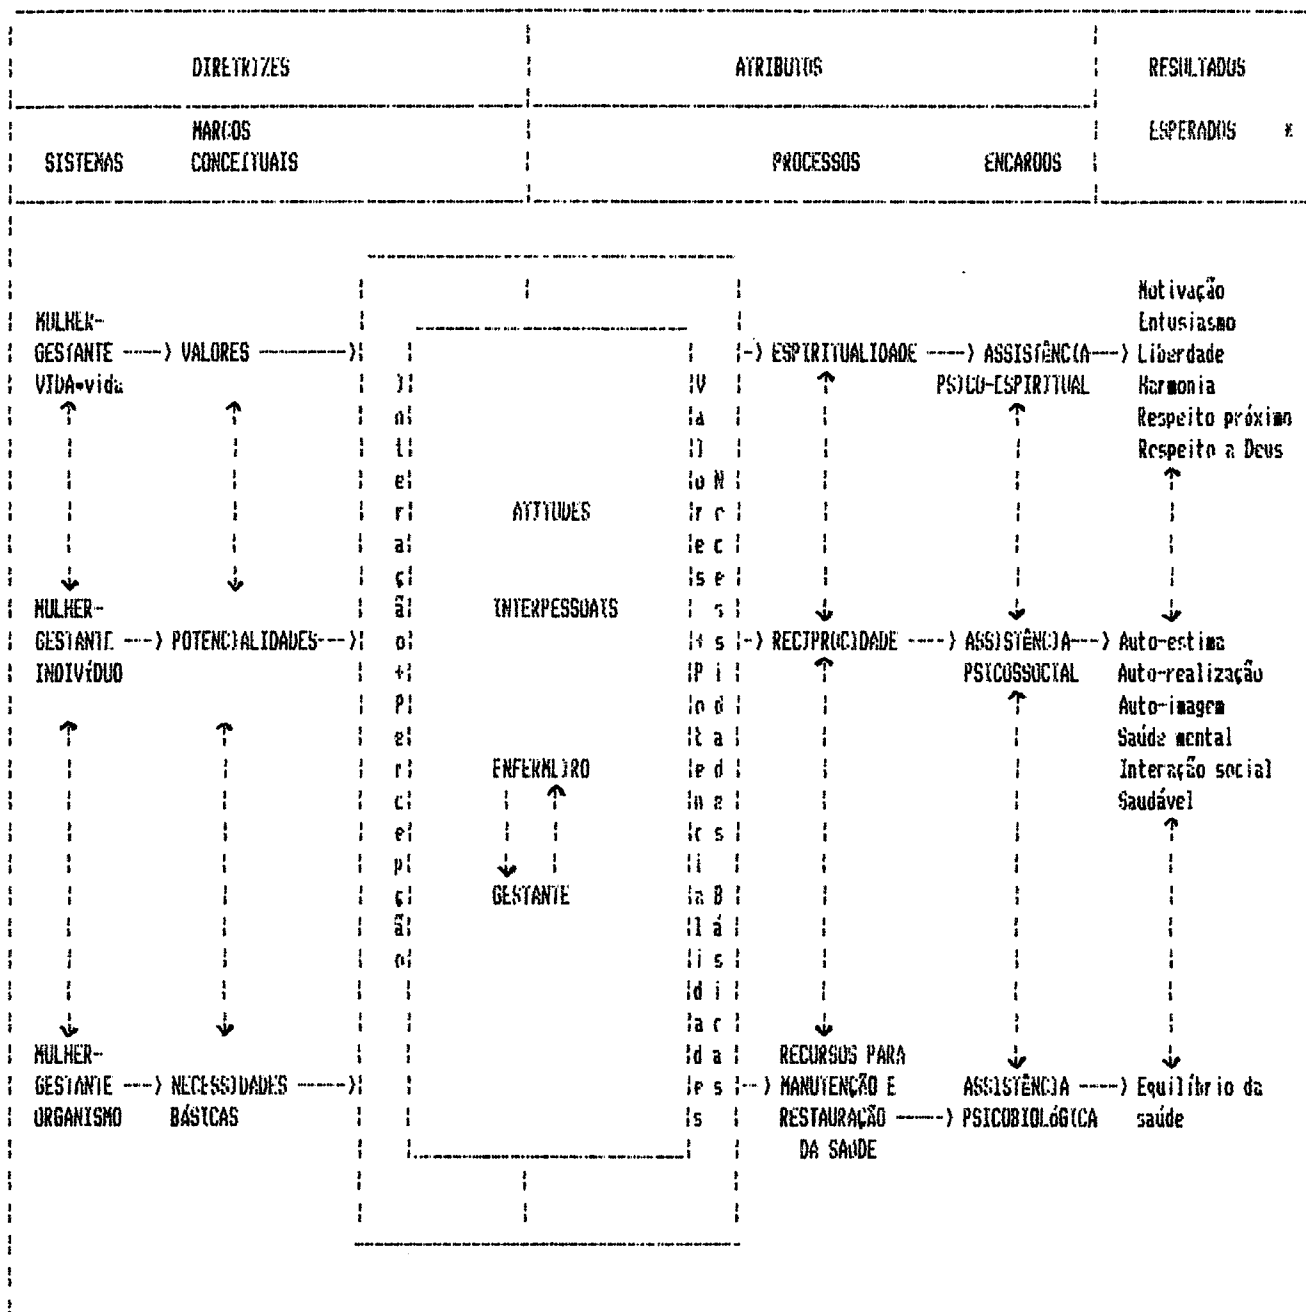 DIRETRIZES ATRIBUTOS RESULTADOS
MARCOS ESPERADOS *
SISTEMAS CONCEITUAIS PROCESSOS ENCARGOS
MULHER-
GESTANTE VALORES
VIDA-vida
MULHER-
GESTANTE POTENCIALIDADES
INDIVÍDUO
MULHER-
GESTANTE NECESSIDADES
ORGANISMO BÁSICAS
Interação+Percepção
ATITUDES
INTERPESSOAIS
ENFERMEIRO
GESTANTE
Valores+Potencialidades
Necessidades Básicas
ESPIRITUALIDADE ASSISTÊNCIA
PSICO-ESPIRITUAL
Motivação
Entusiasmo
Liberdade
Harmonia
Respeito próximo
Respeito a Deus
RECIPROCIDADE ASSISTÊNCIA
PSICOSSOCIAL
Auto-estima
Auto-realização
Auto-imagem
Saúde mental
Interação social
Saudável
RECURSOS PARA
MANUTENÇÃO E ASSISTÊNCIA
RESTAURAÇÃO PSICOBIOLÓGICA
DA SAUDE
Equilíbrio da
saúde